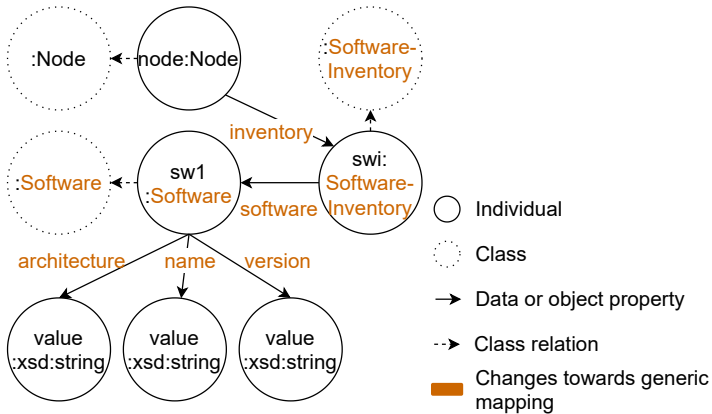 :Node
node:Node
:Software-
Inventory
inventory
:Software
sw1
:Software
software
swi:
Software-
Inventory
architecture
name
version
value
:xsd:string
value
:xsd:string
value
:xsd:string
Individual
Class
Data or object property
Class relation
Changes towards generic
mapping